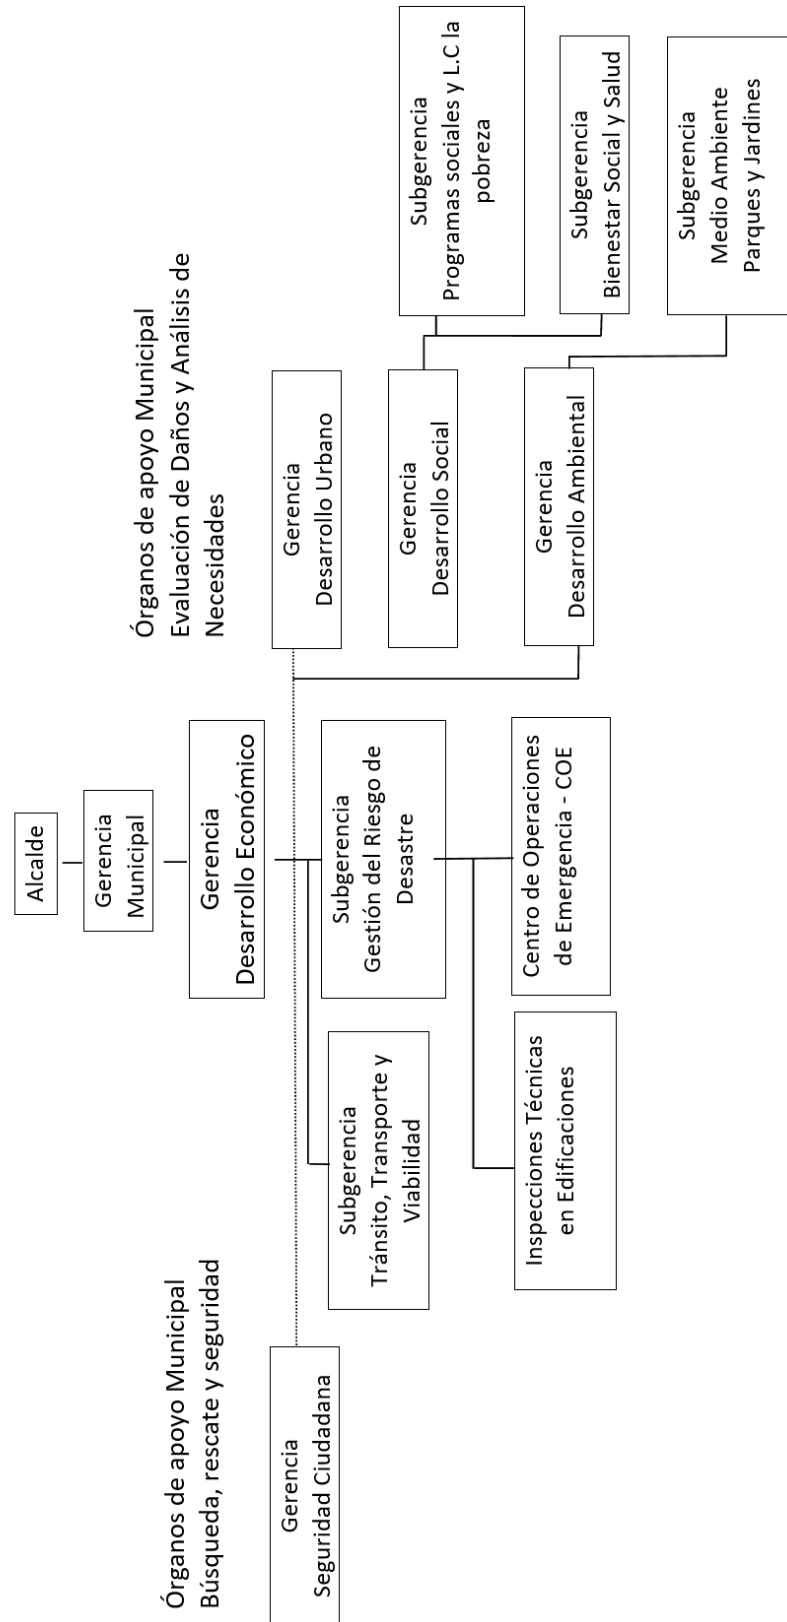 Alcalde
Gerencia
Municipal
Gerencia
Desarrollo Económico
Órganos de apoyo Municipal
Búsqueda, rescate y seguridad
Órganos de apoyo Municipal
Evaluación de Daños y Análisis de
Necesidades
Gerencia
Seguridad Ciudadana
Gerencia
Desarrollo Urbano
Subgerencia
Tránsito, Transporte y
Viabilidad
Subgerencia
Gestión del Riesgo de
Desastre
Gerencia
Desarrollo Social
Subgerencia
Programas sociales y L.C la
pobreza
Inspecciones Técnicas
en Edificaciones
Centro de Operaciones
de Emergencia - COE
Gerencia
Desarrollo Ambiental
Subgerencia
Bienestar Social y Salud
Subgerencia
Medio Ambiente
Parques y Jardines